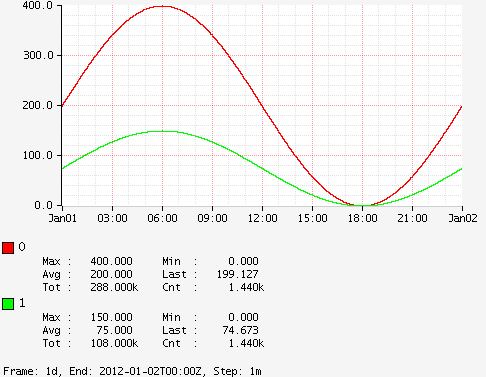 400.0
300.0
200.0
100.0
0.0
Jan01 03:00 06:00 09:00 12:00 15:00 18:00 21:00 Jan02
0
Max : 400.000 Min : 0.000
Avg : 200.000 Last : 199.127
Tot : 288.000k Cnt : 1.440k
1
Max : 150.000 Min : 0.000
Avg : 75.000 Last : 74.673
Tot : 108.000k Cnt : 1.440k
Frame: 1d, End: 2012-01-02T00:00Z, Step: 1m